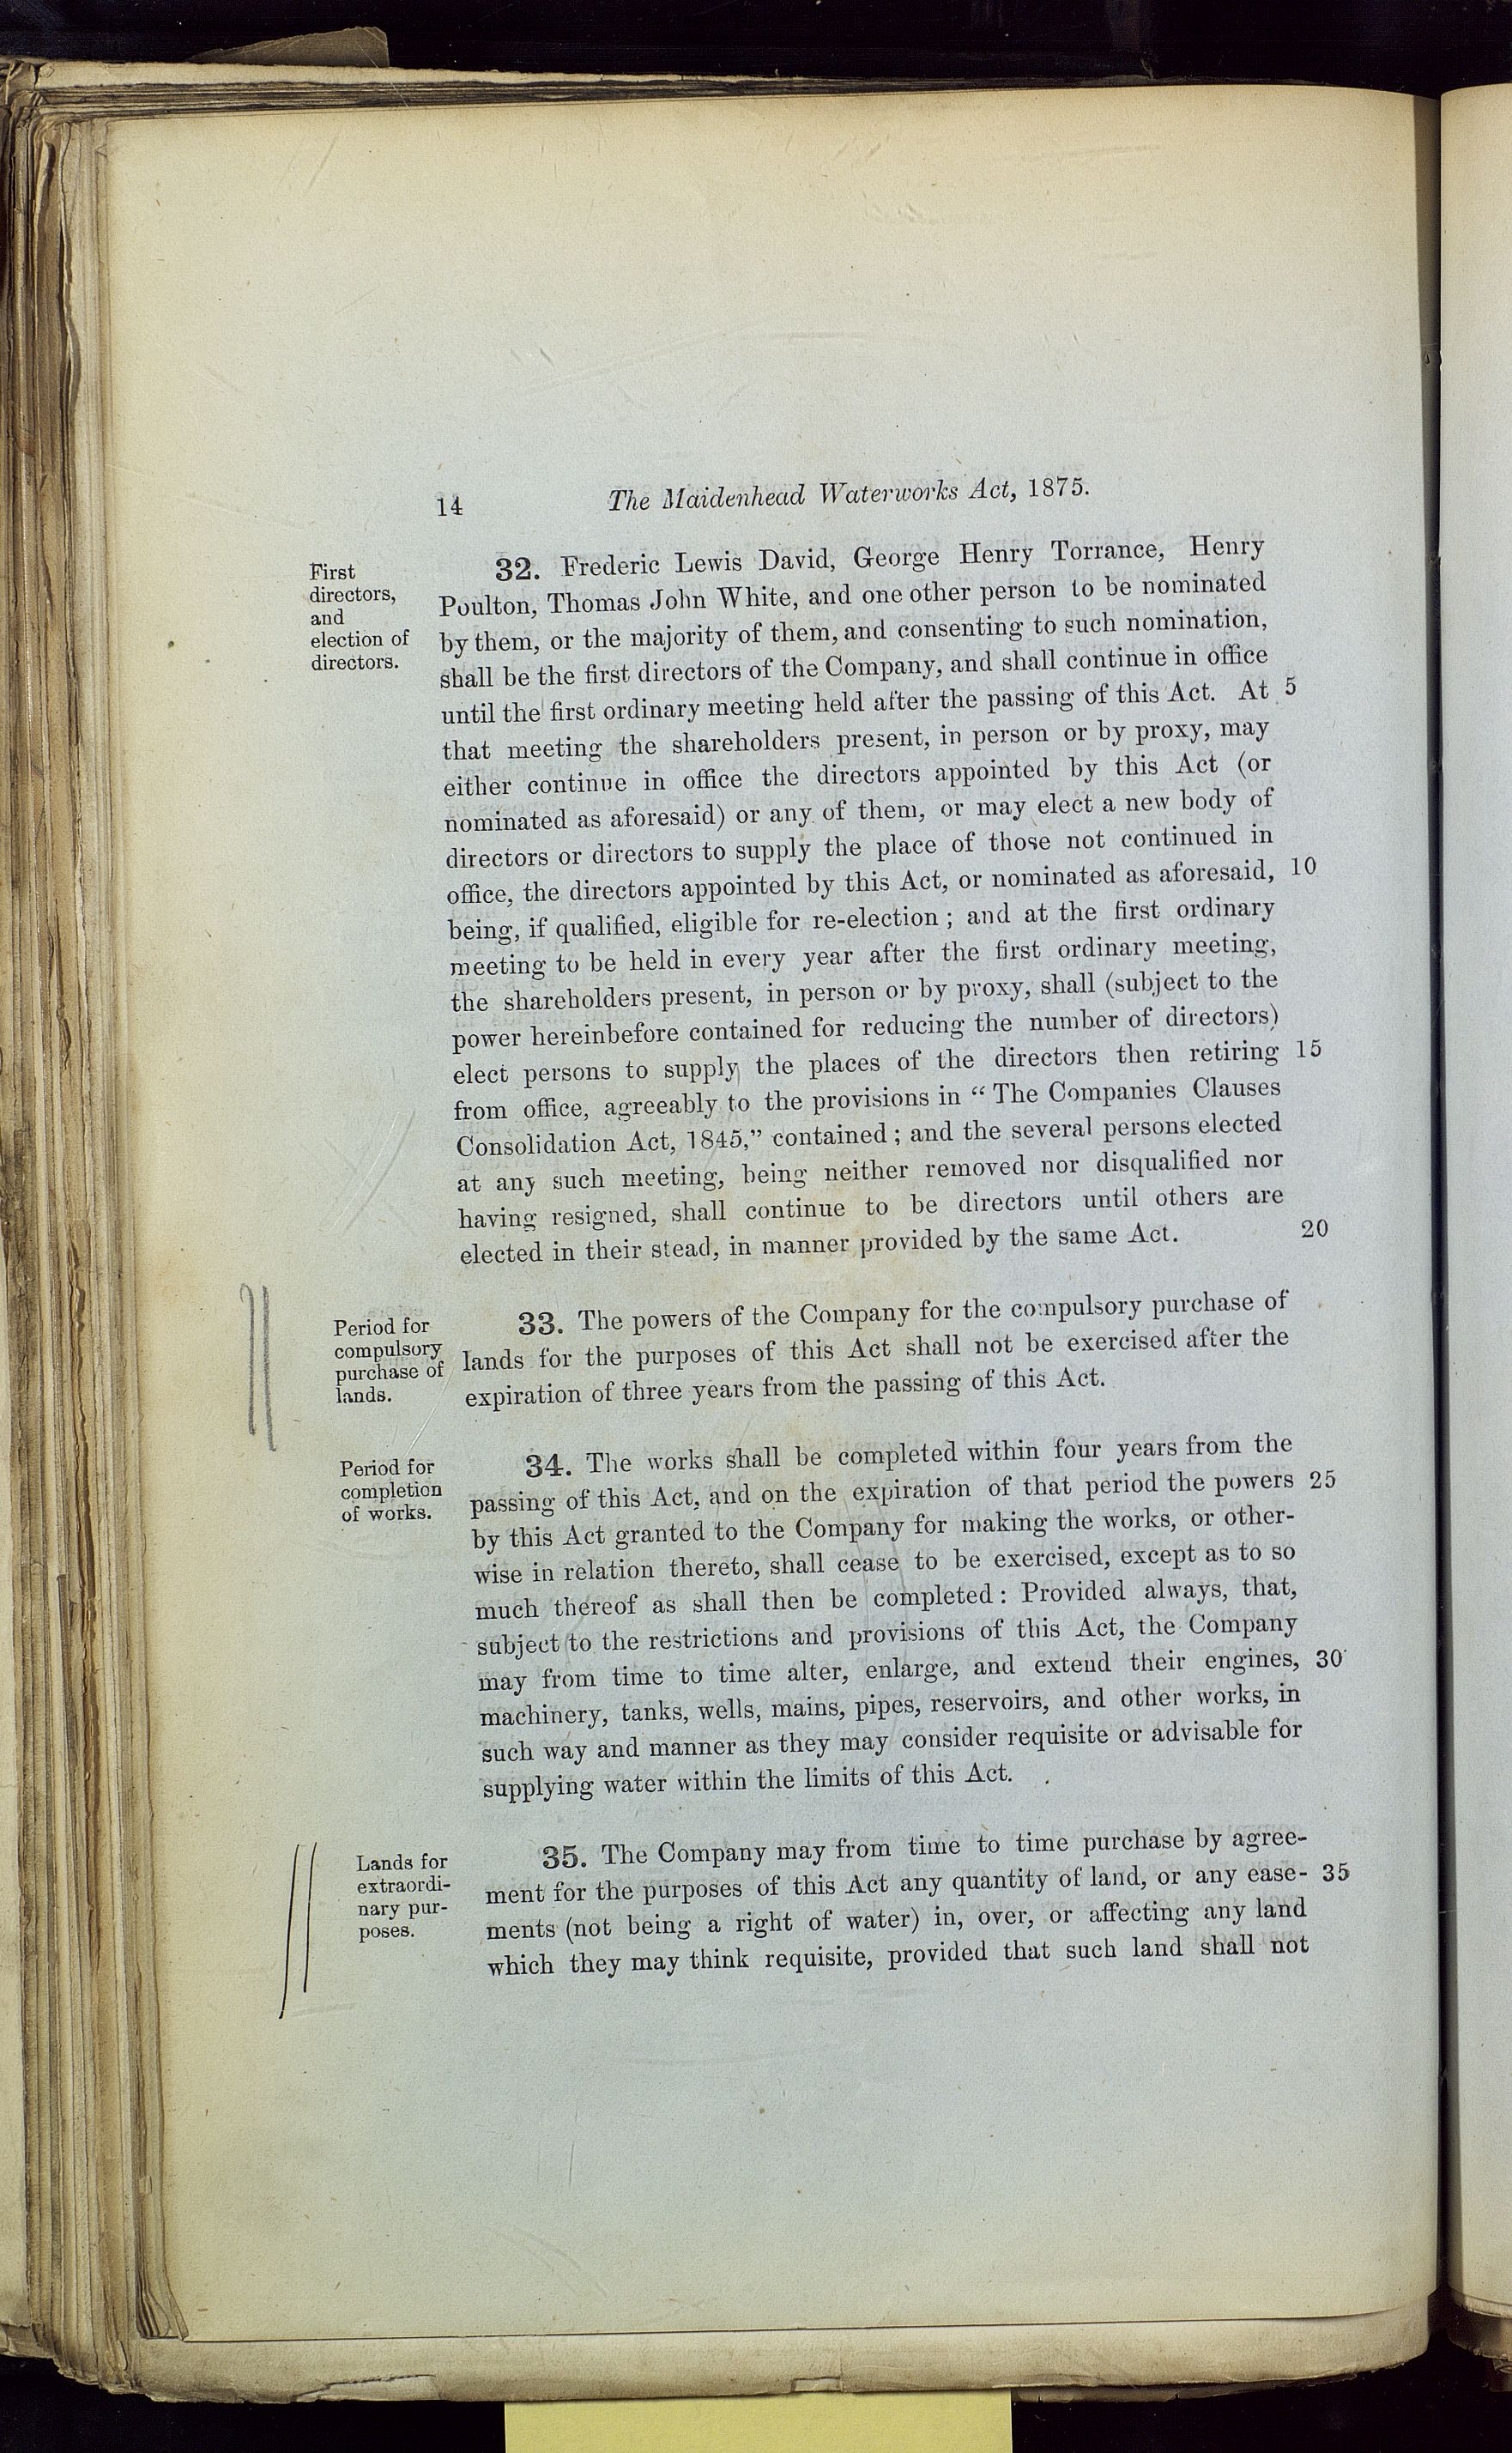 14
The Maidenhead Waterworks Act, 1875.
First
directors,
and
election of
directors.
32. Frederic Lewis David, George Henry Torrance, Henry
Poulton, Thomas John White, and one other person to be nominated
by them, or the majority of them, and consenting to such nomination,
shall be the first directors of the Company, and shall continue in office
until the first ordinary meeting held after the passing of this Act. At 5
that meeting the shareholders present, in person or by proxy, may
either continue in office the directors appointed by this Act (or
nominated as aforesaid) or any of them, or may elect a new body of
directors or directors to supply the place of those not continued in
office, the directors appointed by this Act, or nominated as aforesaid, 10
being, if qualified, eligible for re-election; and at the first ordinary
meeting to be held in every year after the first ordinary meeting,
the shareholders present, in person or by proxy, shall (subject to the
power hereinbefore contained for reducing the number of directors)
elect persons to supply the places of the directors then retiring 15
from office, agreeably to the provisions in “The Companies Clauses
Consolidation Act, 1845,” contained; and the several persons elected
at any such meeting, being neither removed nor disqualified nor
having resigned, shall continue to be directors until others are
elected in their stead, in manner provided by the same Act. 20
Period for
compulsory
purchase of
lands.
33. The powers of the Company for the compulsory purchase of
lands for the purposes of this Act shall not be exercised after the
expiration of three years from the passing of this Act.
Period for
completion
of works.
34. The works shall be completed within four years from the
passing of this Act, and on the expiration of that period the powers 25
by this Act granted to the Company for making the works, or other-
wise in relation thereto, shall cease to be exercised, except as to so
much thereof as shall then be completed: Provided always, that,
subject to the restrictions and provisions of this Act, the Company
may from time to time alter, enlarge, and extend their engines, 30
machinery, tanks, wells, mains, pipes, reservoirs, and other works, in
such way and manner as they may consider requisite or advisable for
supplying water within the limits of this Act.
Lands for
extraordi-
nary pur-
poses.
35. The Company may from time to time purchase by agree-
ment for the purposes of this Act any quantity of land, or any ease- 35
ments (not being a right of water) in, over, or affecting any land
which they may think requisite, provided that such land shall not